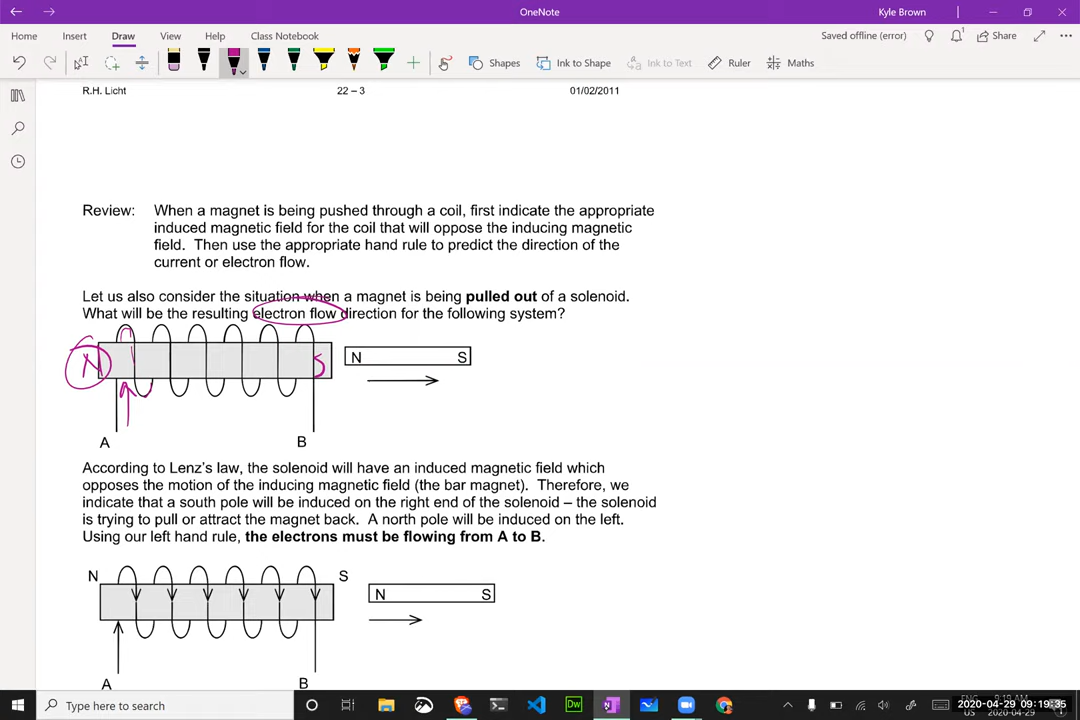 OneNote
Kyle Brown
Home Insert Draw View Help Class Notebook
Saved offline (error) Share
Shapes Ink to Shape Ink to Text Ruler Maths
R.H. Licht 22 – 3 01/02/2011
Review: When a magnet is being pushed through a coil, first indicate the appropriate
induced magnetic field for the coil that will oppose the inducing magnetic
field. Then use the appropriate hand rule to predict the direction of the
current or electron flow.
Let us also consider the situation when a magnet is being pulled out of a solenoid.
What will be the resulting electron flow direction for the following system?
N S N S
A B
According to Lenz's law, the solenoid will have an induced magnetic field which
opposes the motion of the inducing magnetic field (the bar magnet). Therefore, we
indicate that a south pole will be induced on the right end of the solenoid – the solenoid
is trying to pull or attract the magnet back. A north pole will be induced on the left.
Using our left hand rule, the electrons must be flowing from A to B.
N S
N S
A B
Type here to search
Dw
ENG 9:19 AM
US 2020-04-29
2020-04-29 09:19:35